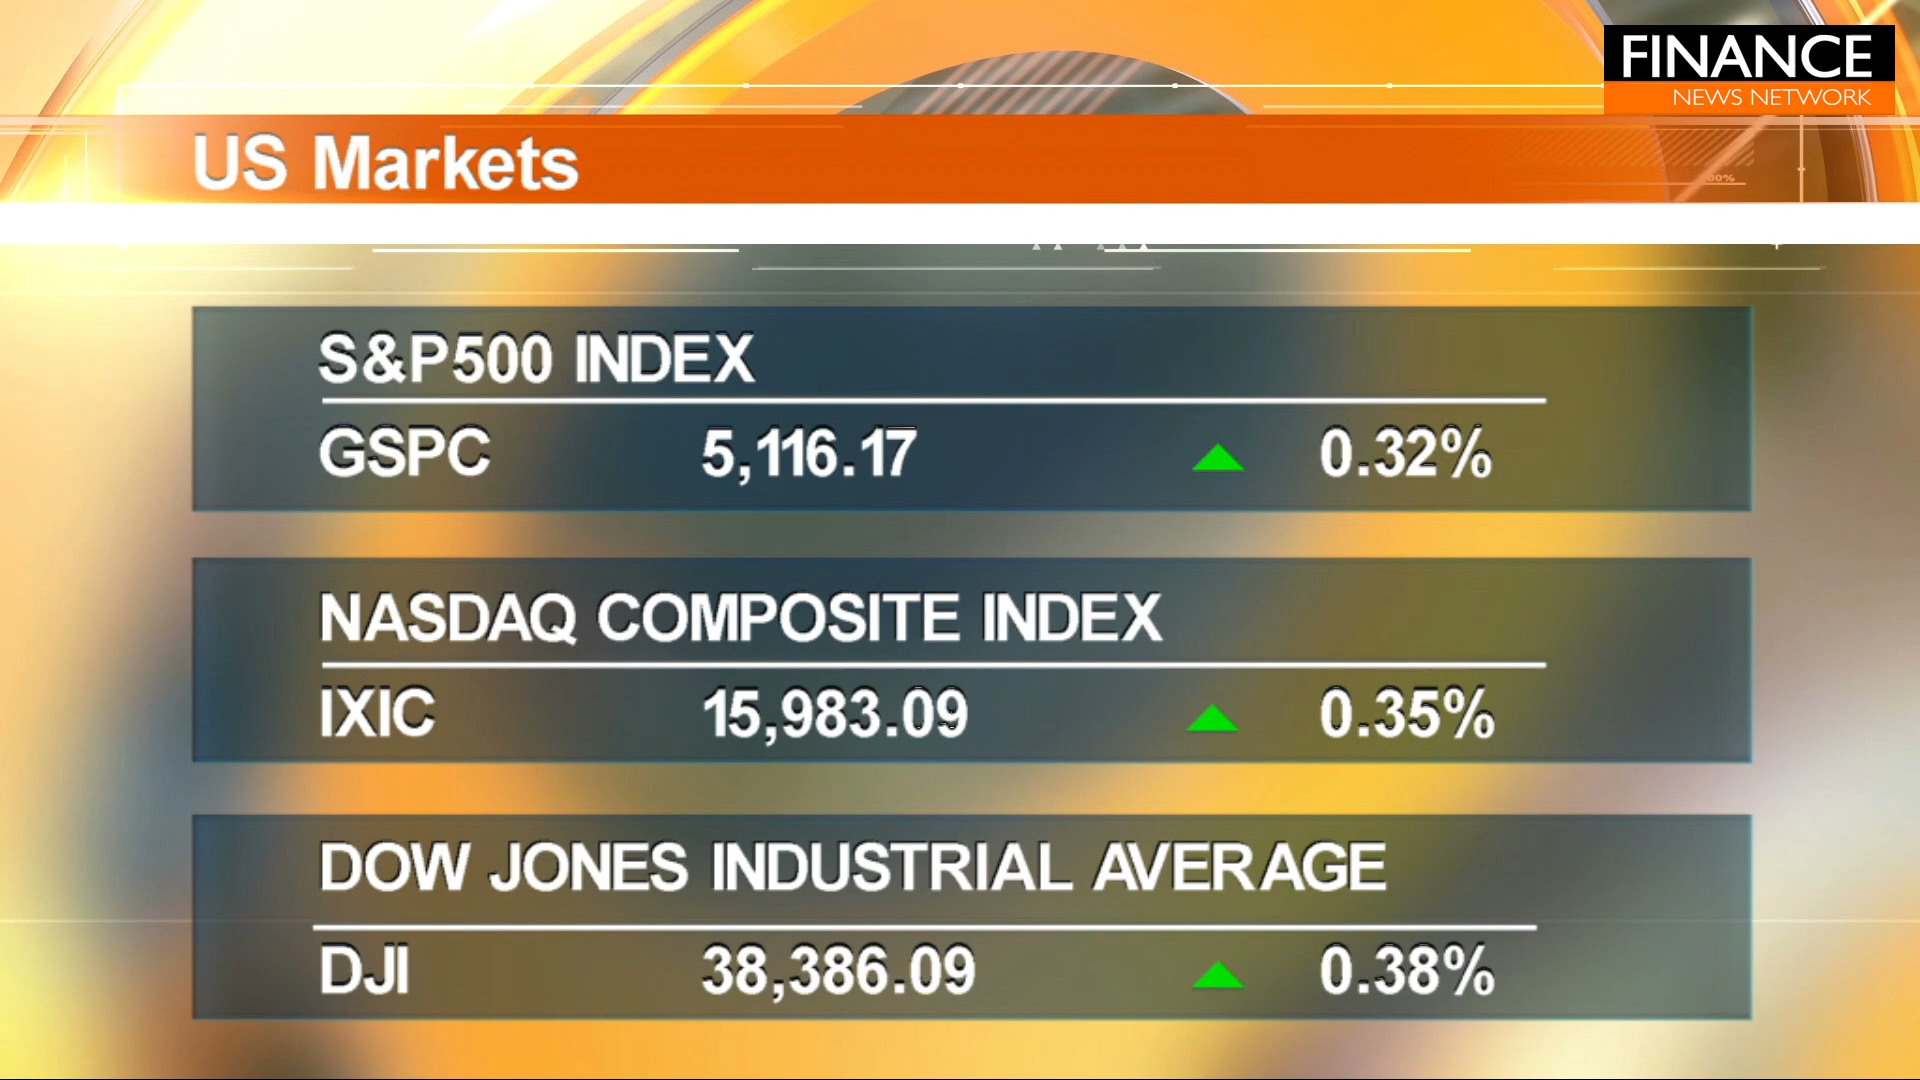 FINANCE
NEWS NETWORK
US Markets
00%
S&P500 INDEX
GSPC 5,116.17 0.32%
NASDAQ COMPOSITE INDEX
IXIC 15,983.09 0.35%
DOW JONES INDUSTRIAL AVERAGE
DJI 38,386.09 0.38%